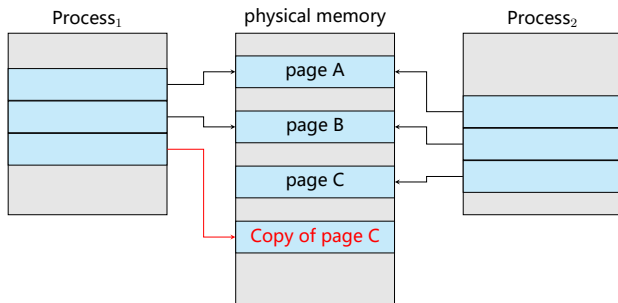 Process₁
physical memory
Process₂
page A
page B
page C
Copy of page C